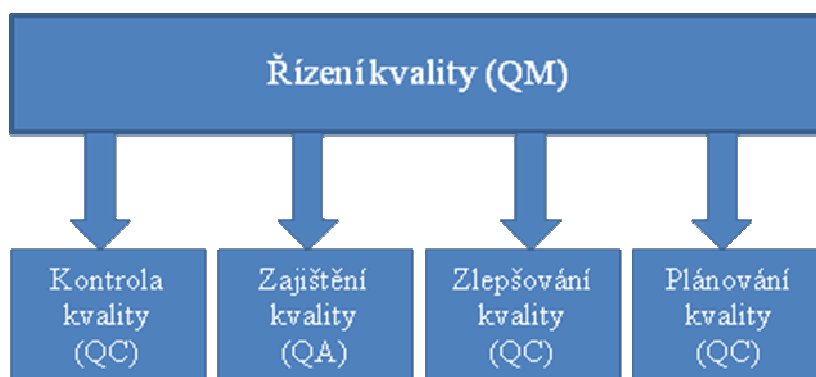 Řízení kvality (QM)
Kontrola
kvality
(QC)
Zajištění
kvality
(QA)
Zlepšování
kvality
(QC)
Plánování
kvality
(QC)